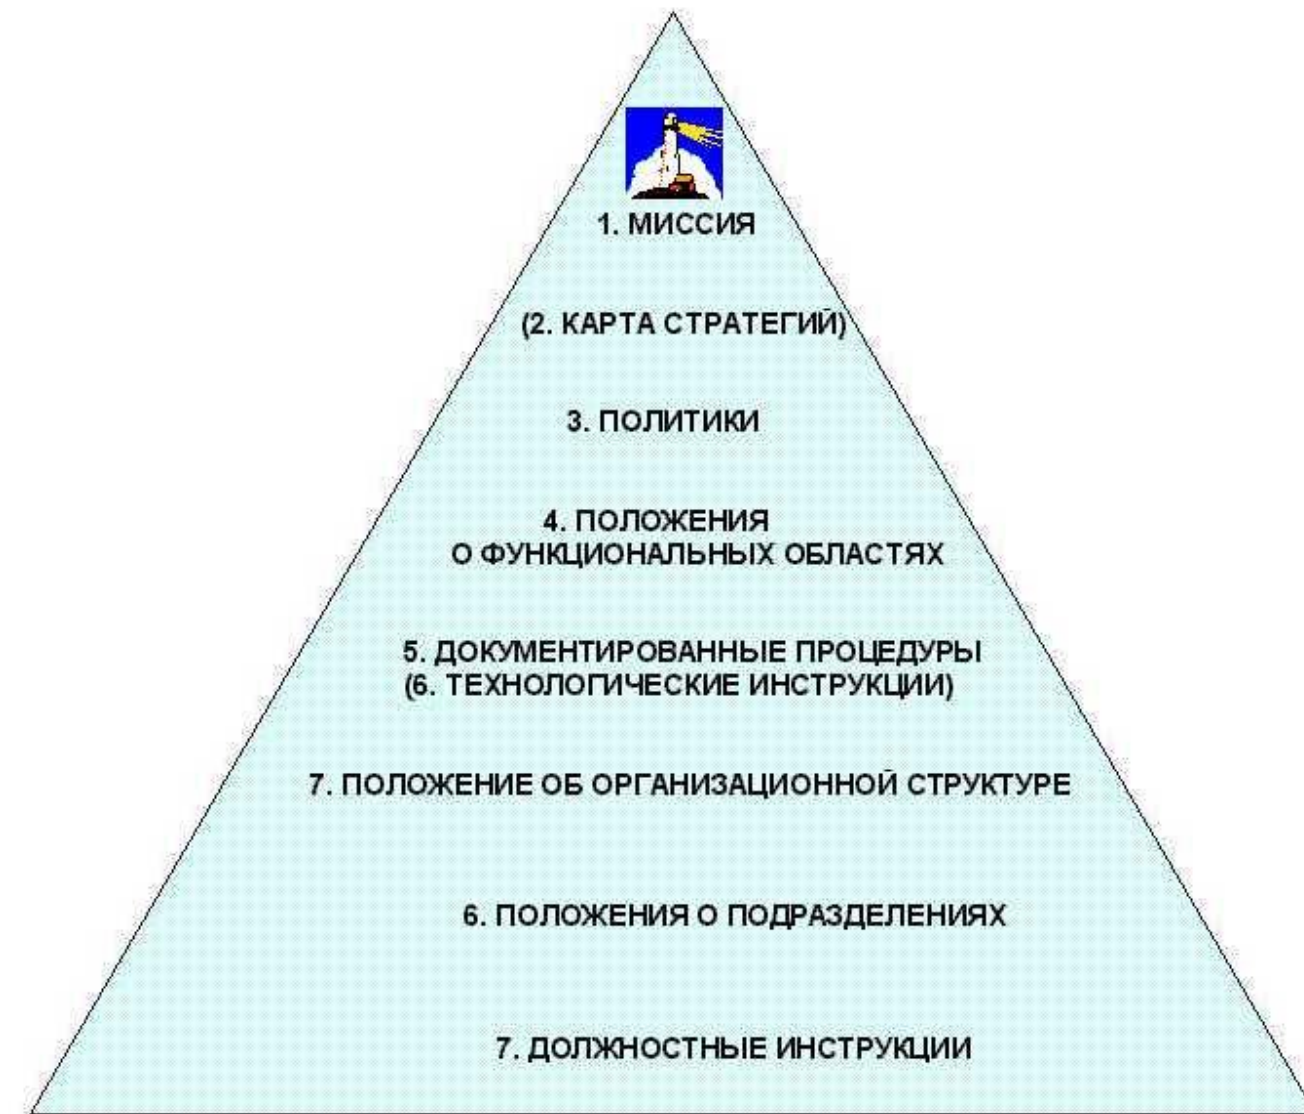 1. МИССИЯ
(2. КАРТА СТРАТЕГИЙ)
3. ПОЛИТИКИ
4. ПОЛОЖЕНИЯ
О ФУНКЦИОНАЛЬНЫХ ОБЛАСТЯХ
5. ДОКУМЕНТИРОВАННЫЕ ПРОЦЕДУРЫ
(6. ТЕХНОЛОГИЧЕСКИЕ ИНСТРУКЦИИ)
7. ПОЛОЖЕНИЕ ОБ ОРГАНИЗАЦИОННОЙ СТРУКТУРЕ
6. ПОЛОЖЕНИЯ О ПОДРАЗДЕЛЕНИЯХ
7. ДОЛЖНОСТНЫЕ ИНСТРУКЦИИ